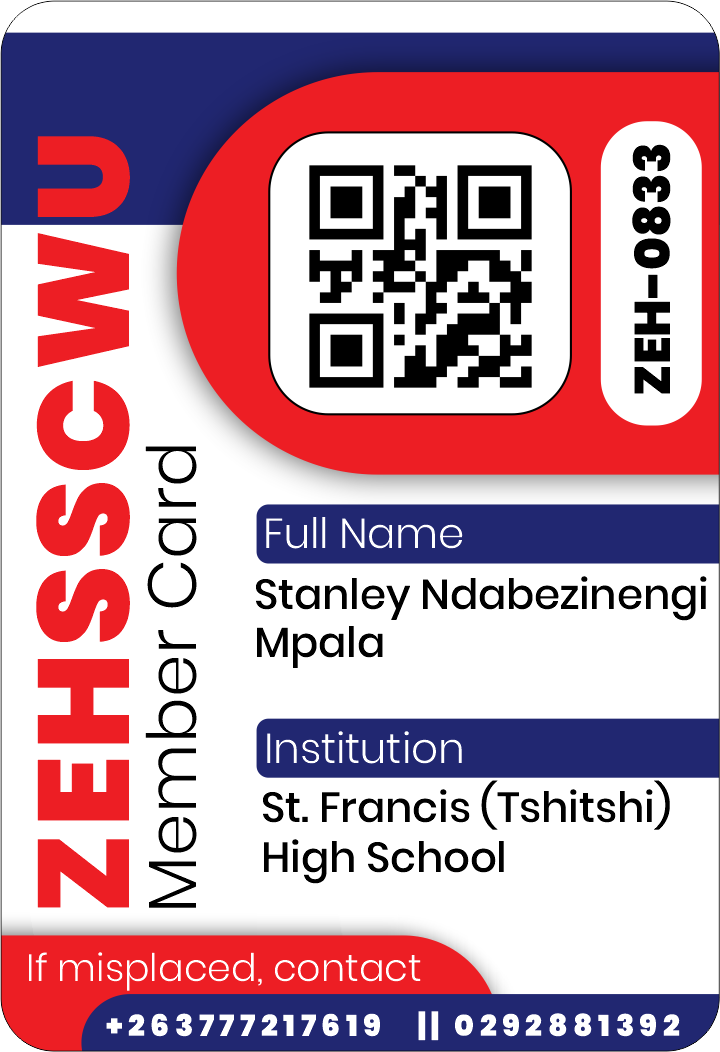 ZEHSSCWU
Member Card
ZEH-0833
Full Name
Stanley Ndabezinengi
Mpala
Institution
St. Francis (Tshitshi)
High School
If misplaced, contact
+263777217619 || 0292881392